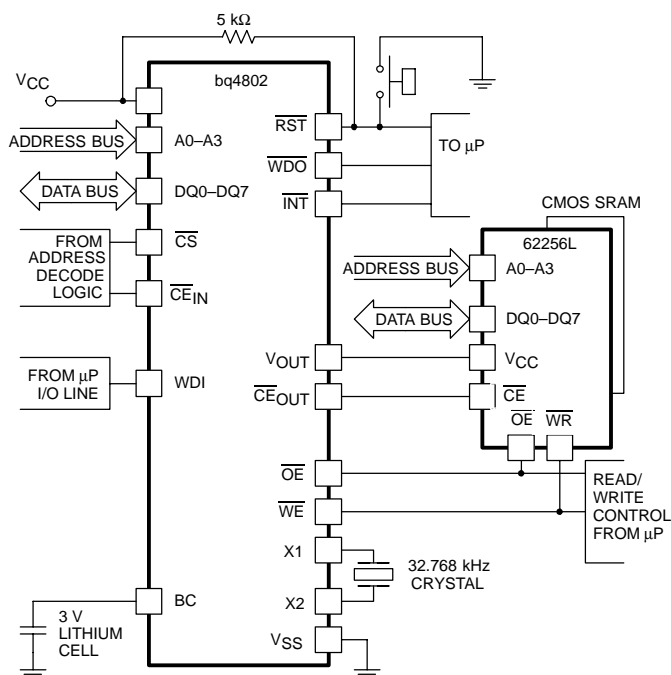 5 kΩ
VCC
bq4802
ADDRESS BUS
A0–A3
DATA BUS
DQ0–DQ7
FROM
ADDRESS
DECODE
LOGIC
CS
CEIN
FROM µP
I/O LINE
WDI
BC
3 V
LITHIUM
CELL
RST
WDO
INT
TO µP
VOUT
CEOUT
OE
WE
X1
X2
VSS
32.768 kHz
CRYSTAL
CMOS SRAM
62256L
ADDRESS BUS
A0–A3
DATA BUS
DQ0–DQ7
VCC
CE
OE
WR
READ/
WRITE
CONTROL
FROM µP